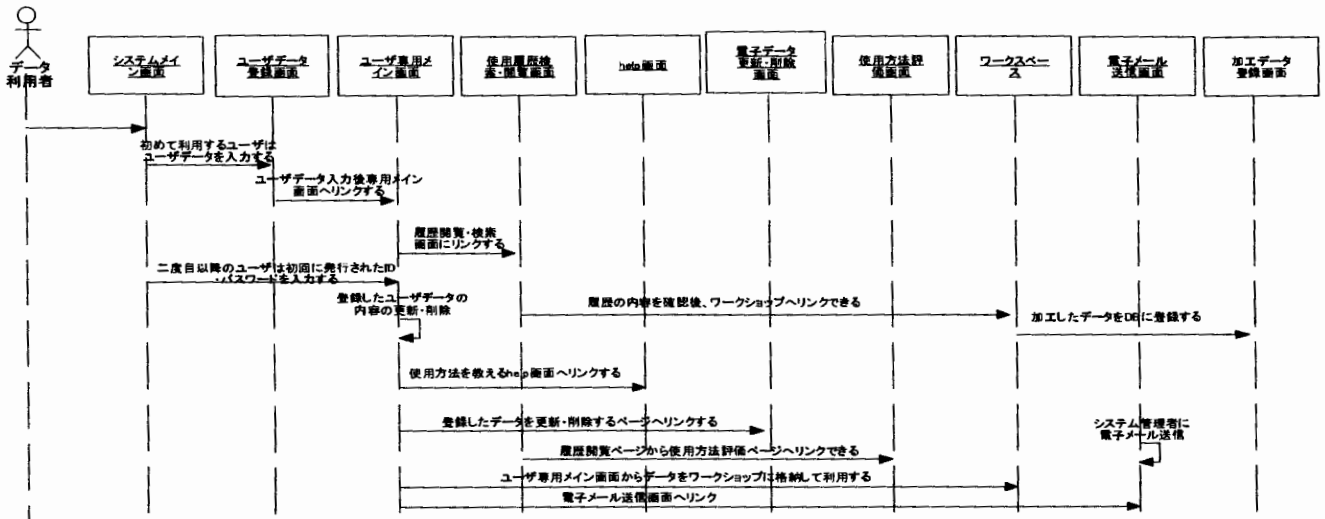 データ
利用者
システムメイ
ン画面
ユーザデータ
登録画面
ユーザ専用メ
イン画面
使用履歴検
索・閲覧画面
help画面
電子データ
更新・削除
画面
使用方法評
価画面
ワークスペー
ス
電子メール
送信画面
加工データ
登録画面
初めて利用するユーザは
ユーザデータを入力する
ユーザデータ入力後専用メイン
画面へリンクする
履歴閲覧・検索
画面にリンクする
二度目以降のユーザは初回に発行されたID
・パスワードを入力する
登録したユーザデータの
内容の更新・削除
履歴の内容を確認後、ワークショップへリンクできる
加工したデータをDBに登録する
使用方法を教えるhelp画面へリンクする
登録したデータを更新・削除するページへリンクする
システム管理者に
電子メール送信
履歴閲覧ページから使用方法評価ページへリンクできる
ユーザ専用メイン画面からデータをワークショップに格納して利用する
電子メール送信画面へリンク